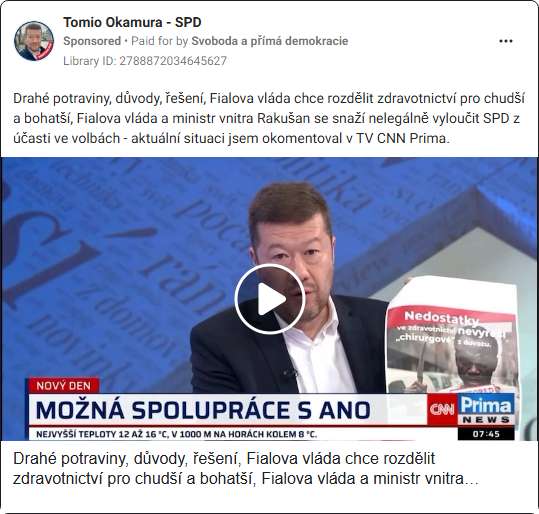 Tomio Okamura - SPD
Sponsored • Paid for by Svoboda a přímá demokracie
Library ID: 2788872034645627
Drahé potraviny, důvody, řešení, Fialova vláda chce rozdělit zdravotnictví pro chudší
a bohatší, Fialova vláda a ministr vnitra Rakušan se snaží nelegálně vyloučit SPD z
účasti ve volbách - aktuální situaci jsem okomentoval v TV CNN Prima.
Nedostatky
ve zdravotnictví nevyřeší
„chirurgové“ z dovozu.
NOVÝ DEN
MOŽNÁ SPOLUPRÁCE S ANO
CNN Prima
NEWS
NEJVYŠŠÍ TEPLOTY 12 AŽ 16 °C, V 1000 M NA HORÁCH KOLEM 8 °C.
07:45
Drahé potraviny, důvody, řešení, Fialova vláda chce rozdělit
zdravotnictví pro chudší a bohatší, Fialova vláda a ministr vnitra…